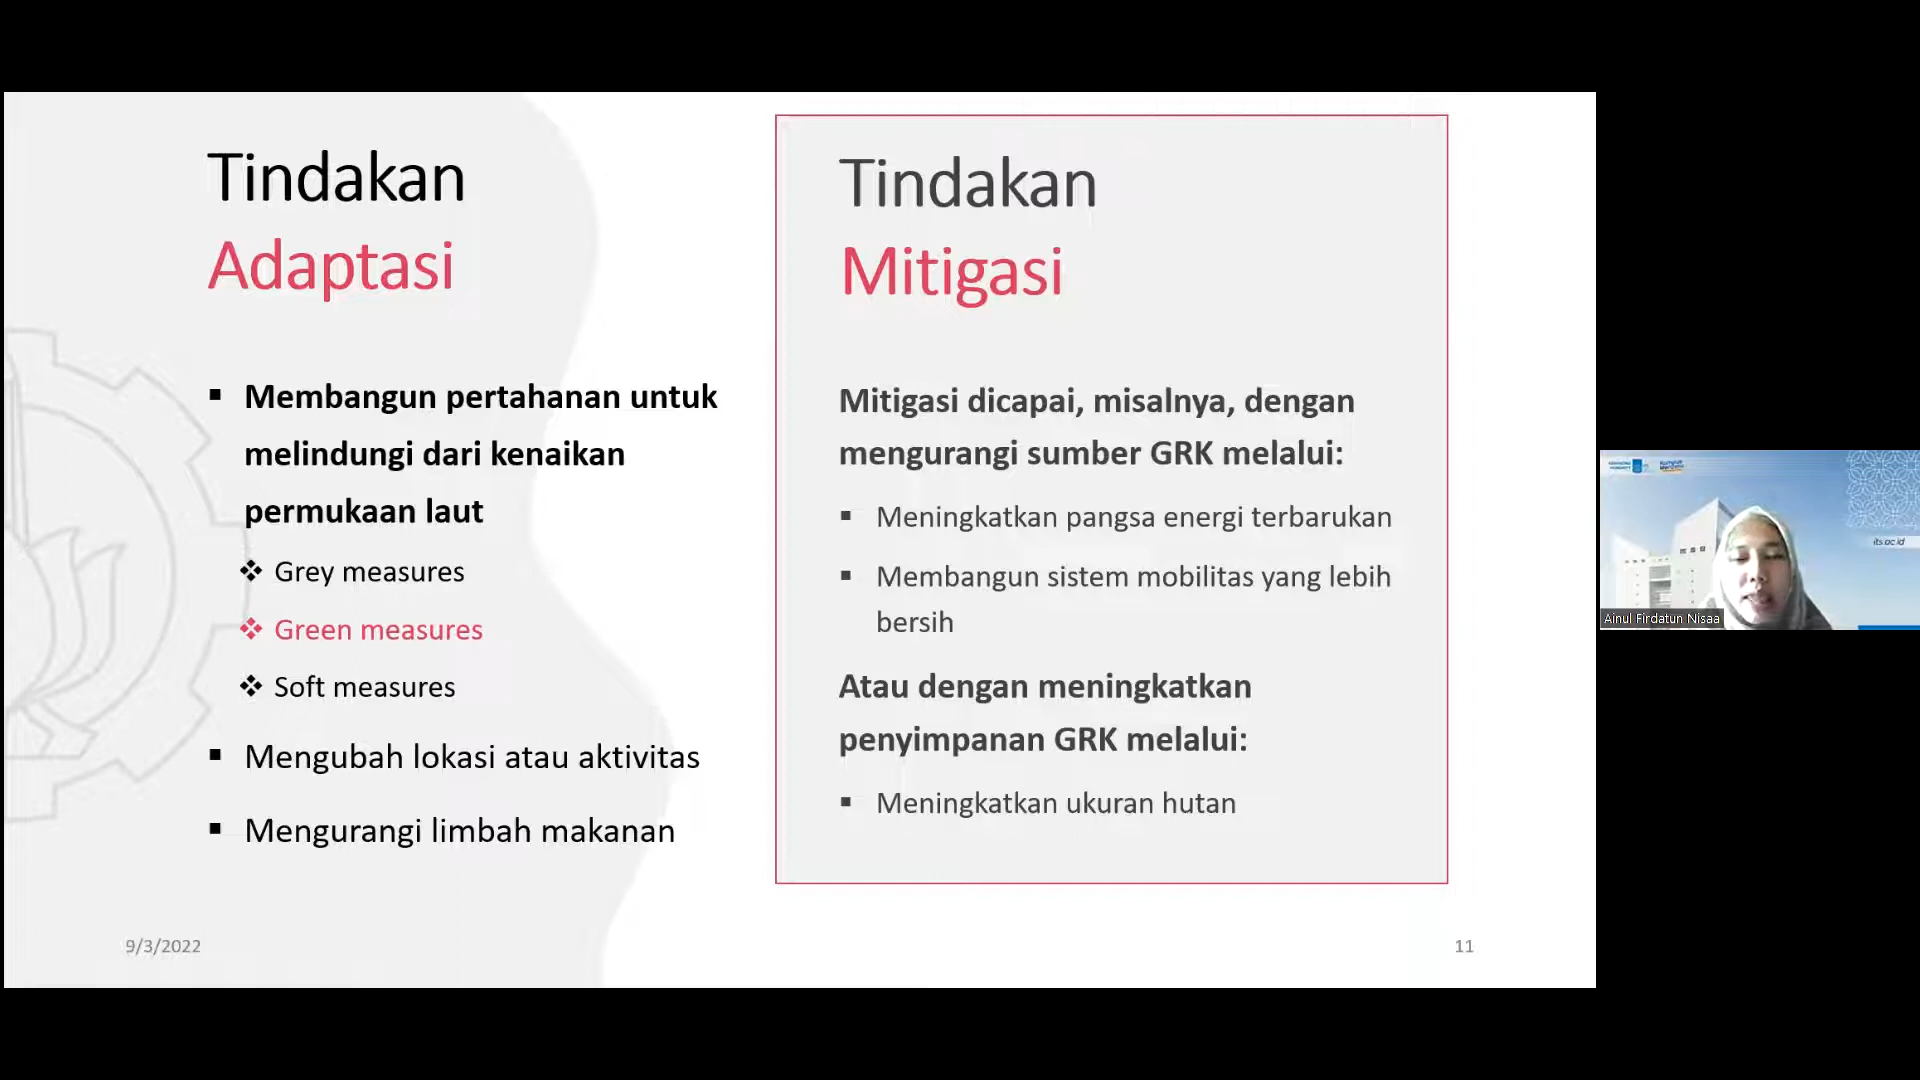 Tindakan
Adaptasi
▪ Membangun pertahanan untuk
melindungi dari kenaikan
permukaan laut
❖ Grey measures
❖ Green measures
❖ Soft measures
▪ Mengubah lokasi atau aktivitas
▪ Mengurangi limbah makanan
Tindakan
Mitigasi
Mitigasi dicapai, misalnya, dengan
mengurangi sumber GRK melalui:
▪ Meningkatkan pangsa energi terbarukan
▪ Membangun sistem mobilitas yang lebih
bersih
Atau dengan meningkatkan
penyimpanan GRK melalui:
▪ Meningkatkan ukuran hutan
9/3/2022
11
its.ac.id
Ainul Firdatun Nisaa